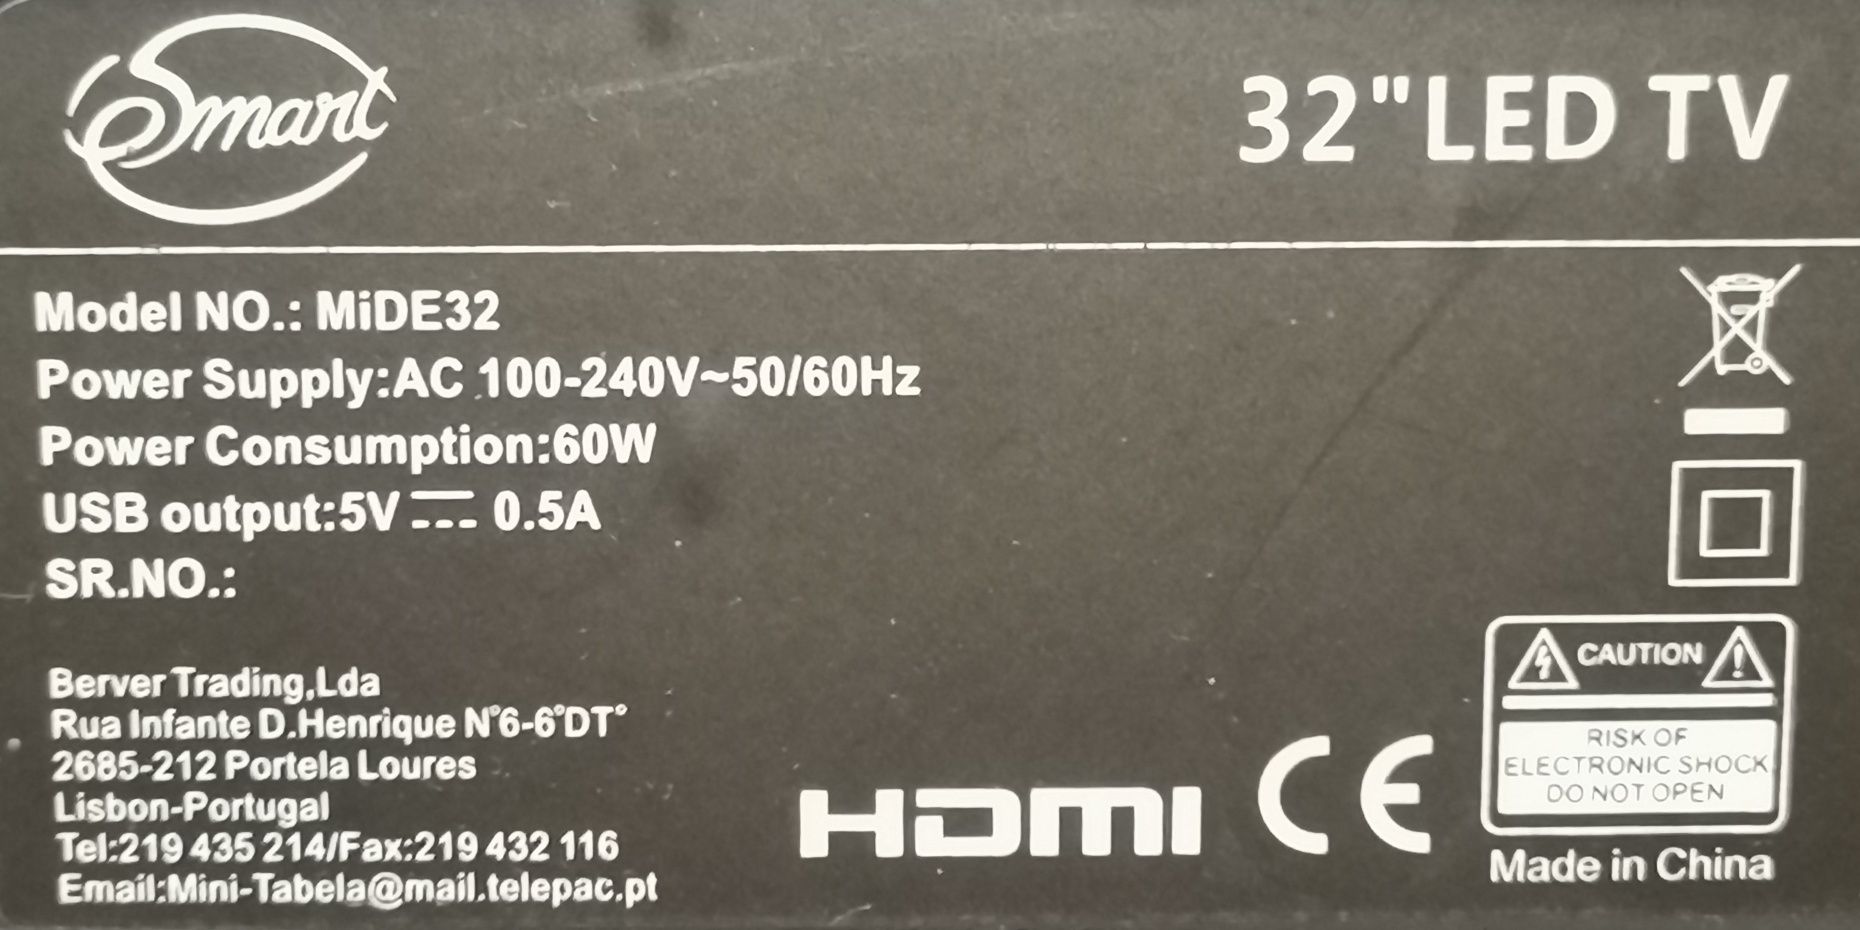 Smart
32"LED TV
Model NO.: MiDE32
Power Supply:AC 100-240V~50/60Hz
Power Consumption:60W
USB output:5V⎓0.5A
SR.NO.:
Berver Trading,Lda
Rua Infante D.Henrique N°6-6°DT°
2685-212 Portela Loures
Lisbon-Portugal
Tel:219 435 214/Fax:219 432 116
Email:Mini-Tabela@mail.telepac.pt
HDMI
CE
CAUTION
RISK OF
ELECTRONIC SHOCK
DO NOT OPEN
Made in China